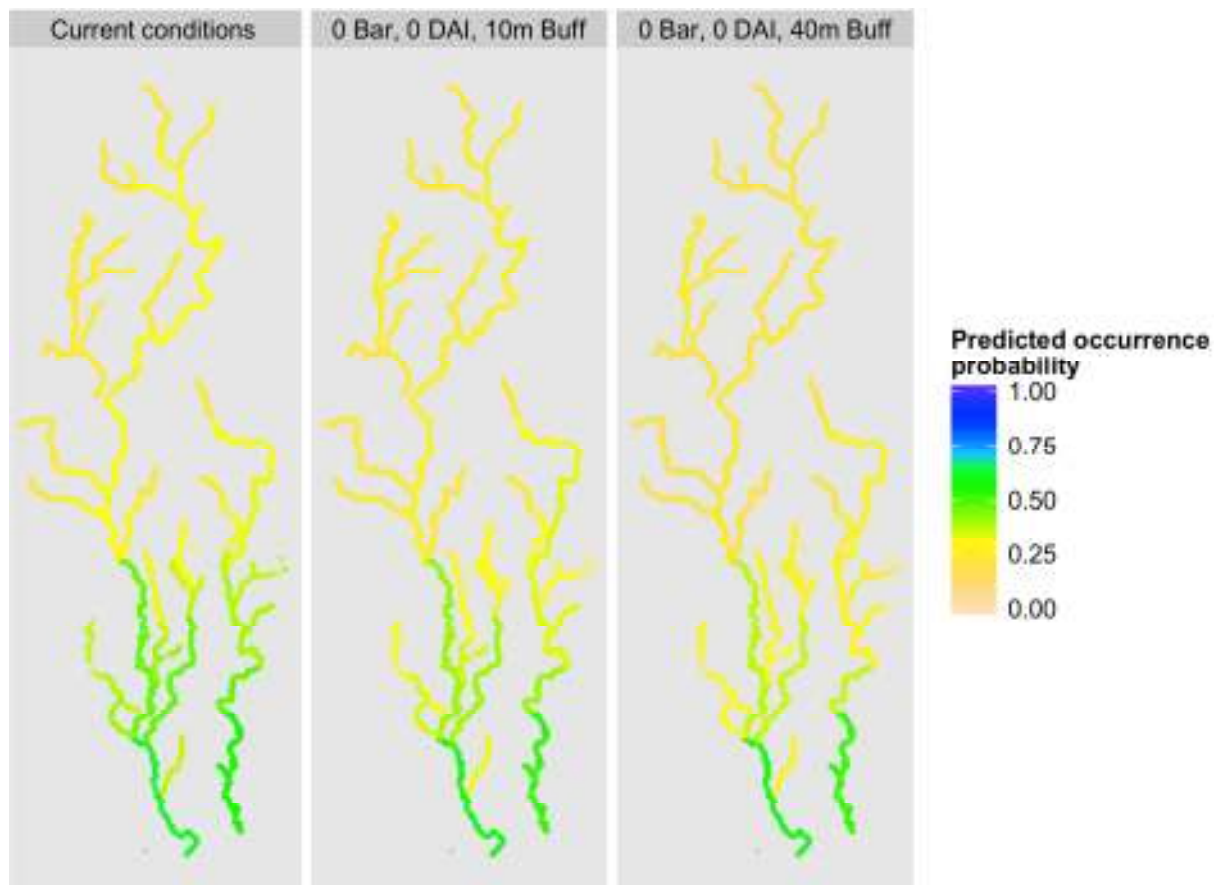 Current conditions
0 Bar, 0 DAI, 10m Buff
0 Bar, 0 DAI, 40m Buff
Predicted occurrence
probability
1.00
0.75
0.50
0.25
0.00